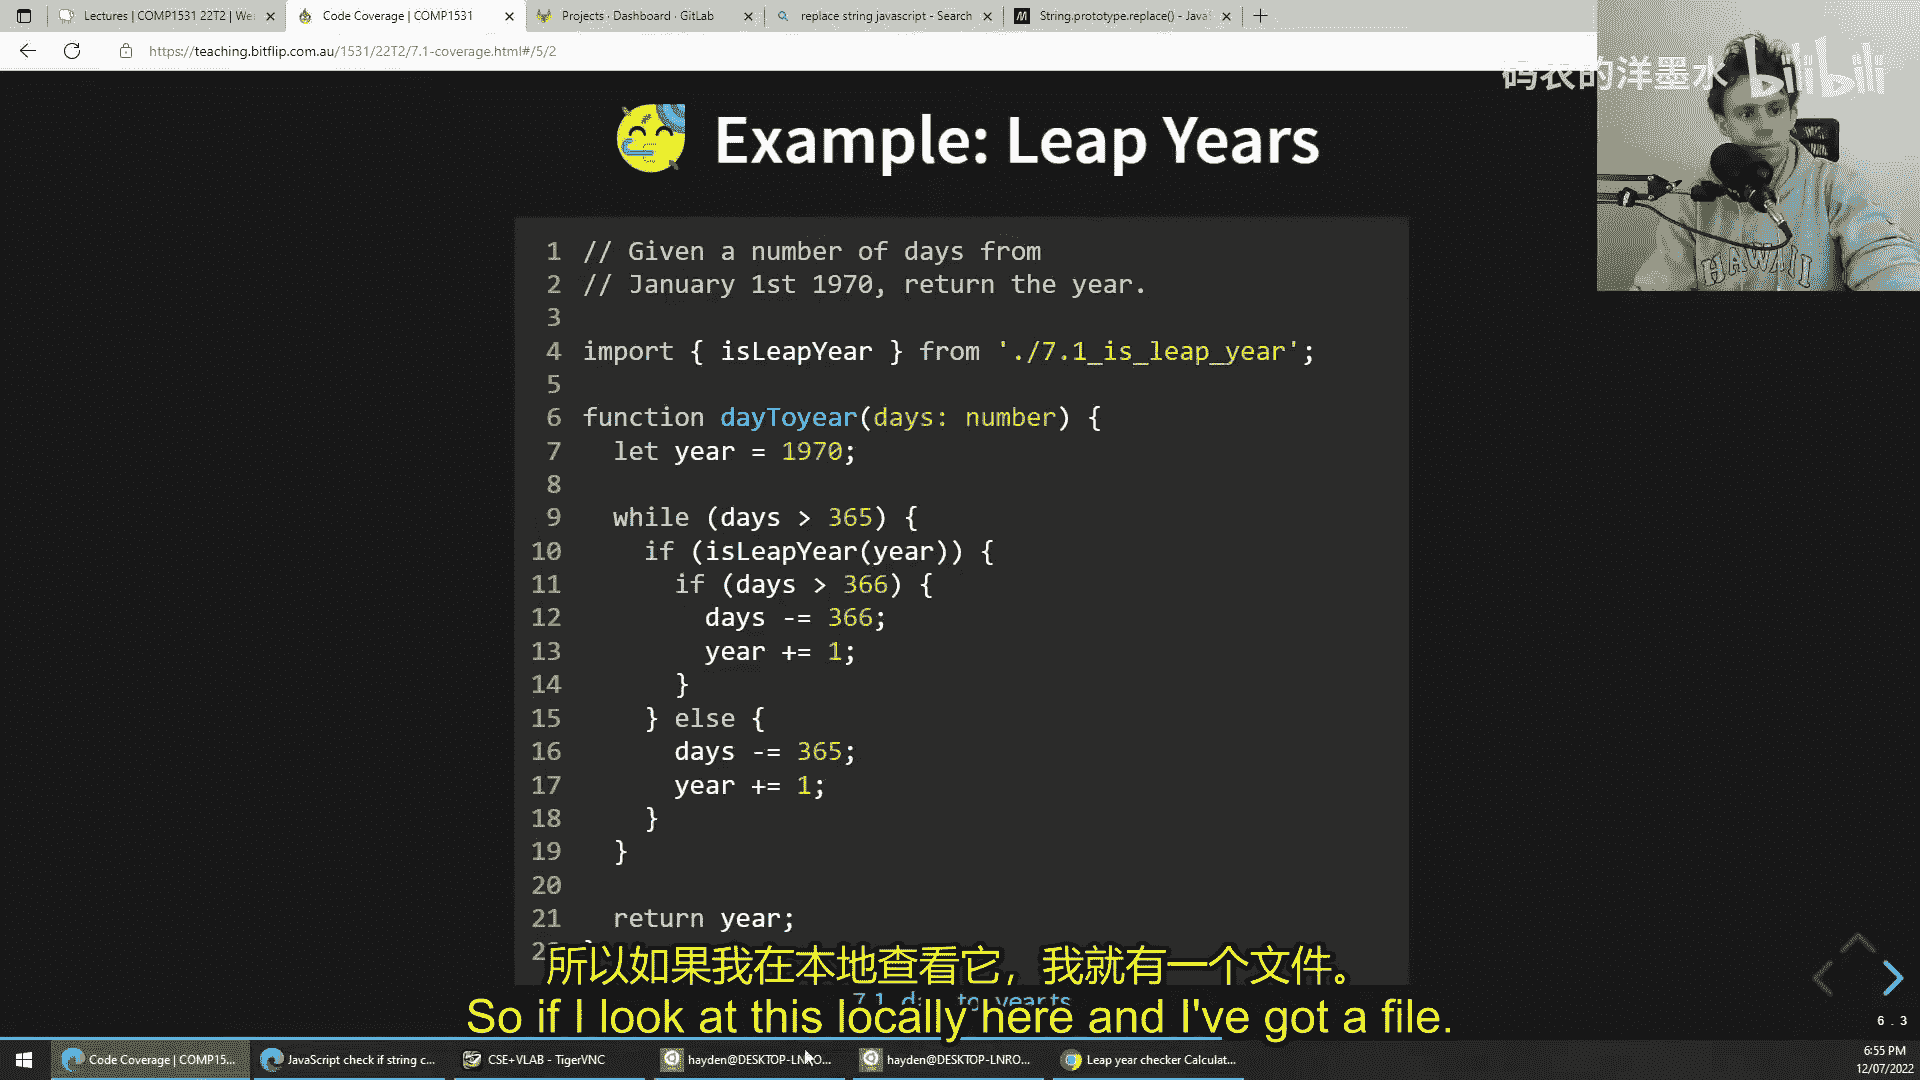 Lectures | COMP1531 22T2 | We
Code Coverage | COMP1531
Projects · Dashboard · GitLab
replace string javascript - Search
String.prototype.replace() - Java
https://teaching.bitflip.com.au/1531/22T2/7.1-coverage.html#/5/2
码农的洋墨水 bilibili
HAWAII
Example: Leap Years
1 // Given a number of days from
2 // January 1st 1970, return the year.
3
4 import { isLeapYear } from './7.1_is_leap_year';
5
6 function dayToyear(days: number) {
7 let year = 1970;
8
9 while (days > 365) {
10 if (isLeapYear(year)) {
11 if (days > 366) {
12 days -= 366;
13 year += 1;
14 }
15 } else {
16 days -= 365;
17 year += 1;
18 }
19 }
20
21 return year;
所以如果我在本地查看它，我就有一个文件。
So if I look at this locally here and I've got a file.
6 . 3
Code Coverage | COMP15...
JavaScript check if string c...
CSE+VLAB - TigerVNC
hayden@DESKTOP-LNRO...
hayden@DESKTOP-LNRO...
Leap year checker Calculat...
6:55 PM
12/07/2022